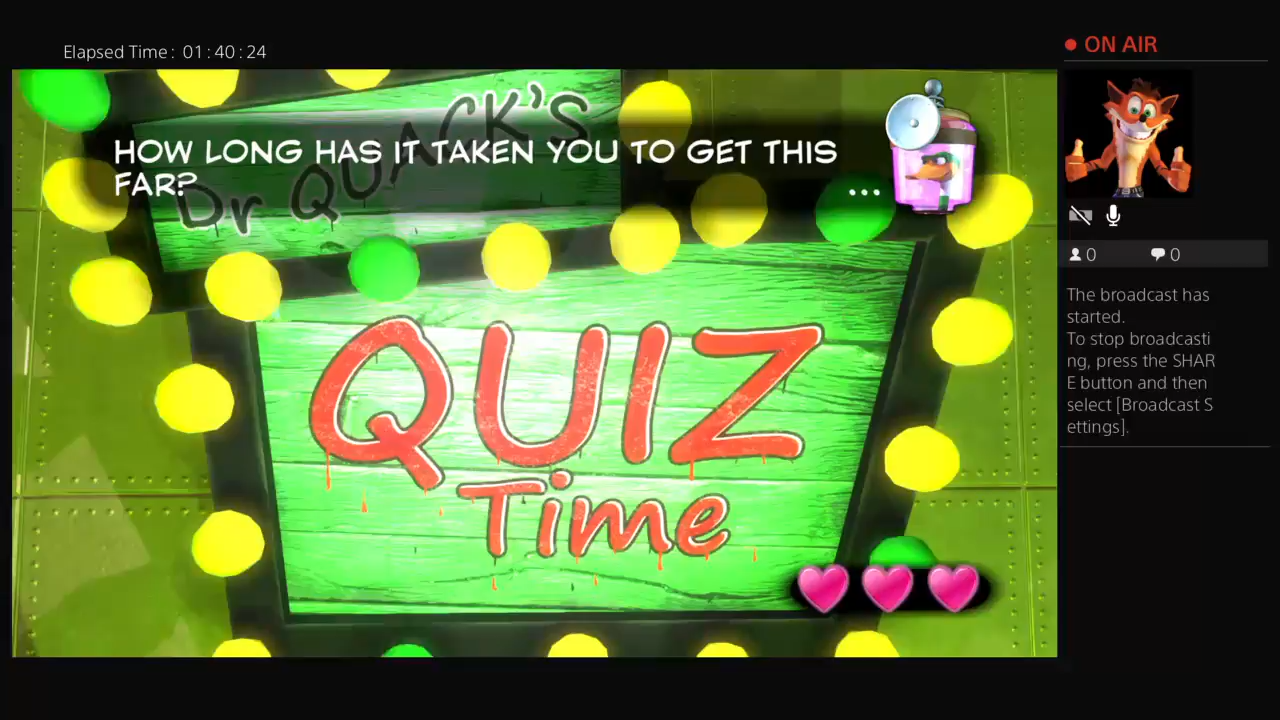 Elapsed Time: 01:40:24
ON AIR
Dr QUACK'S
HOW LONG HAS IT TAKEN YOU TO GET THIS
FAR?
...
QUIZ
Time
0 0
The broadcast has
started.
To stop broadcasti
ng, press the SHAR
E button and then
select [Broadcast S
ettings].